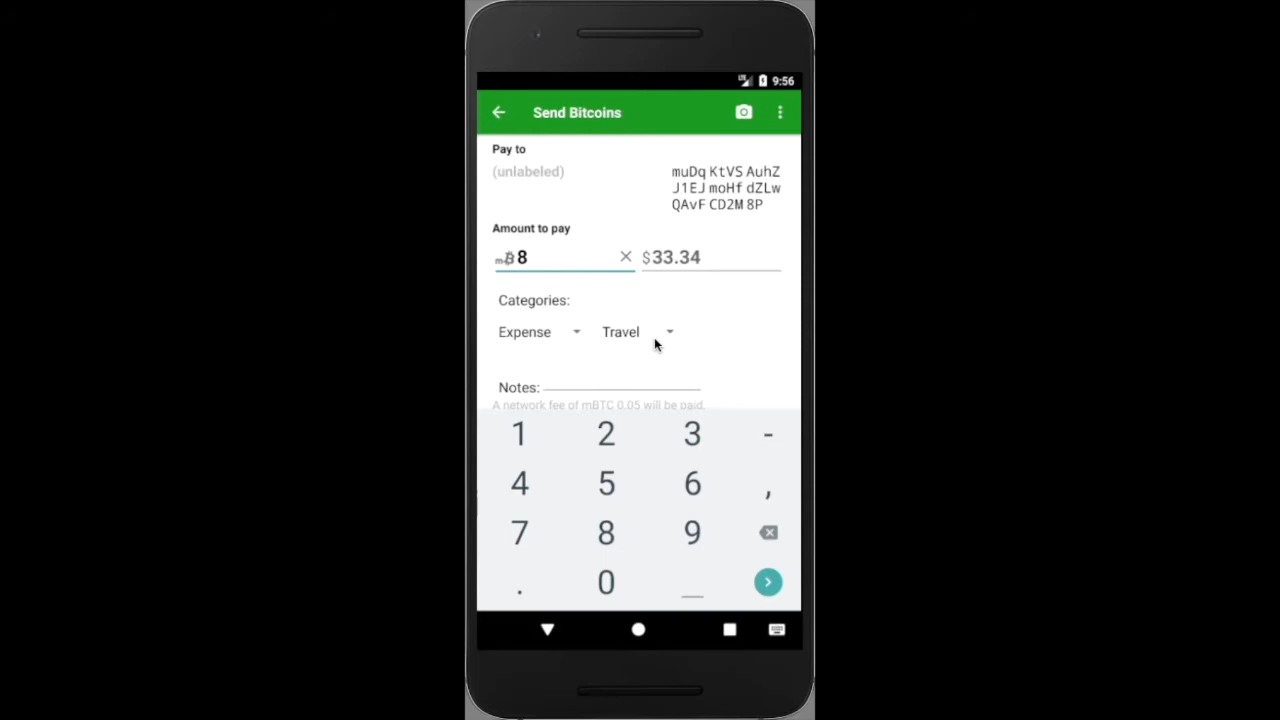 LTE 9:56
Send Bitcoins
Pay to
(unlabeled)
muDq KtVS AuhZ
J1EJ moHf dZLw
QAvF CD2M 8P
Amount to pay
m₿ 8 $ 33.34
Categories:
Expense Travel
Notes:
A network fee of mBTC 0.05 will be paid.
1 2 3 -
4 5 6 ,
7 8 9
. 0 _